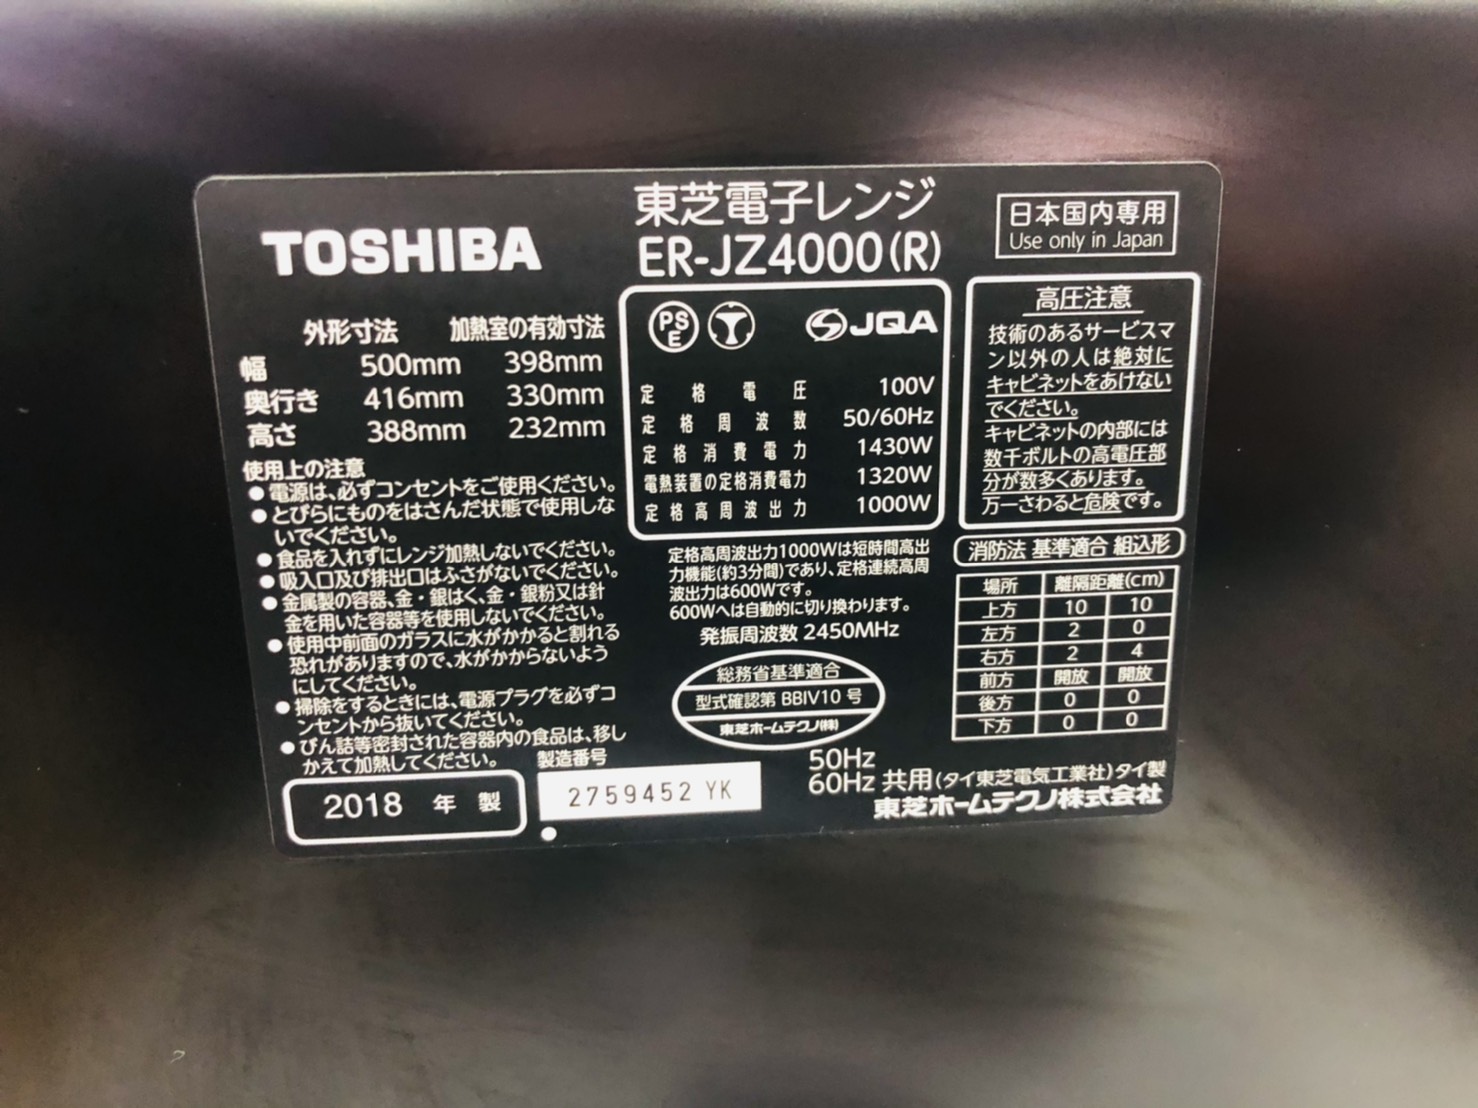 TOSHIBA
東芝電子レンジ
ER-JZ4000(R)
日本国内専用
Use only in Japan
外形寸法 加熱室の有効寸法
幅 500mm 398mm
奥行き 416mm 330mm
高さ 388mm 232mm
使用上の注意
●電源は、必ずコンセントをご使用ください。
●とびらにものをはさんだ状態で使用しな
いでください。
●食品を入れずにレンジ加熱しないでください。
●吸入口及び排出口はふさがないでください。
●金属製の容器、金・銀はく、金・銀粉又は針
金を用いた容器等を使用しないでください。
●使用中前面のガラスに水がかかると割れる
恐れがありますので、水がかからないよう
にしてください。
●掃除をするときには、電源プラグを必ずコ
ンセントから抜いてください。
●びん詰等密封された容器内の食品は、移し
かえて加熱してください。
2018 年 製
製造番号
2759452 YK
PS
E
JQA
定格電圧 100V
定格周波数 50/60Hz
定格消費電力 1430W
電熱装置の定格消費電力 1320W
定格高周波出力 1000W
定格高周波出力1000Wは短時間高出
力機能(約3分間)であり、定格連続高周
波出力は600Wです。
600Wへは自動的に切り換わります。
発振周波数 2450MHz
総務省基準適合
型式確認第 BBIV10 号
東芝ホームテクノ(株)
高圧注意
技術のあるサービスマ
ン以外の人は絶対に
キャビネットをあけない
でください。
キャビネットの内部には
数千ボルトの高電圧部
分が数多くあります。
万一さわると危険です。
消防法 基準適合 組込形
場所 離隔距離(cm)
上方 10 10
左方 2 0
右方 2 4
前方 開放 開放
後方 0 0
下方 0 0
50Hz
60Hz 共用(タイ東芝電気工業社)タイ製
東芝ホームテクノ株式会社